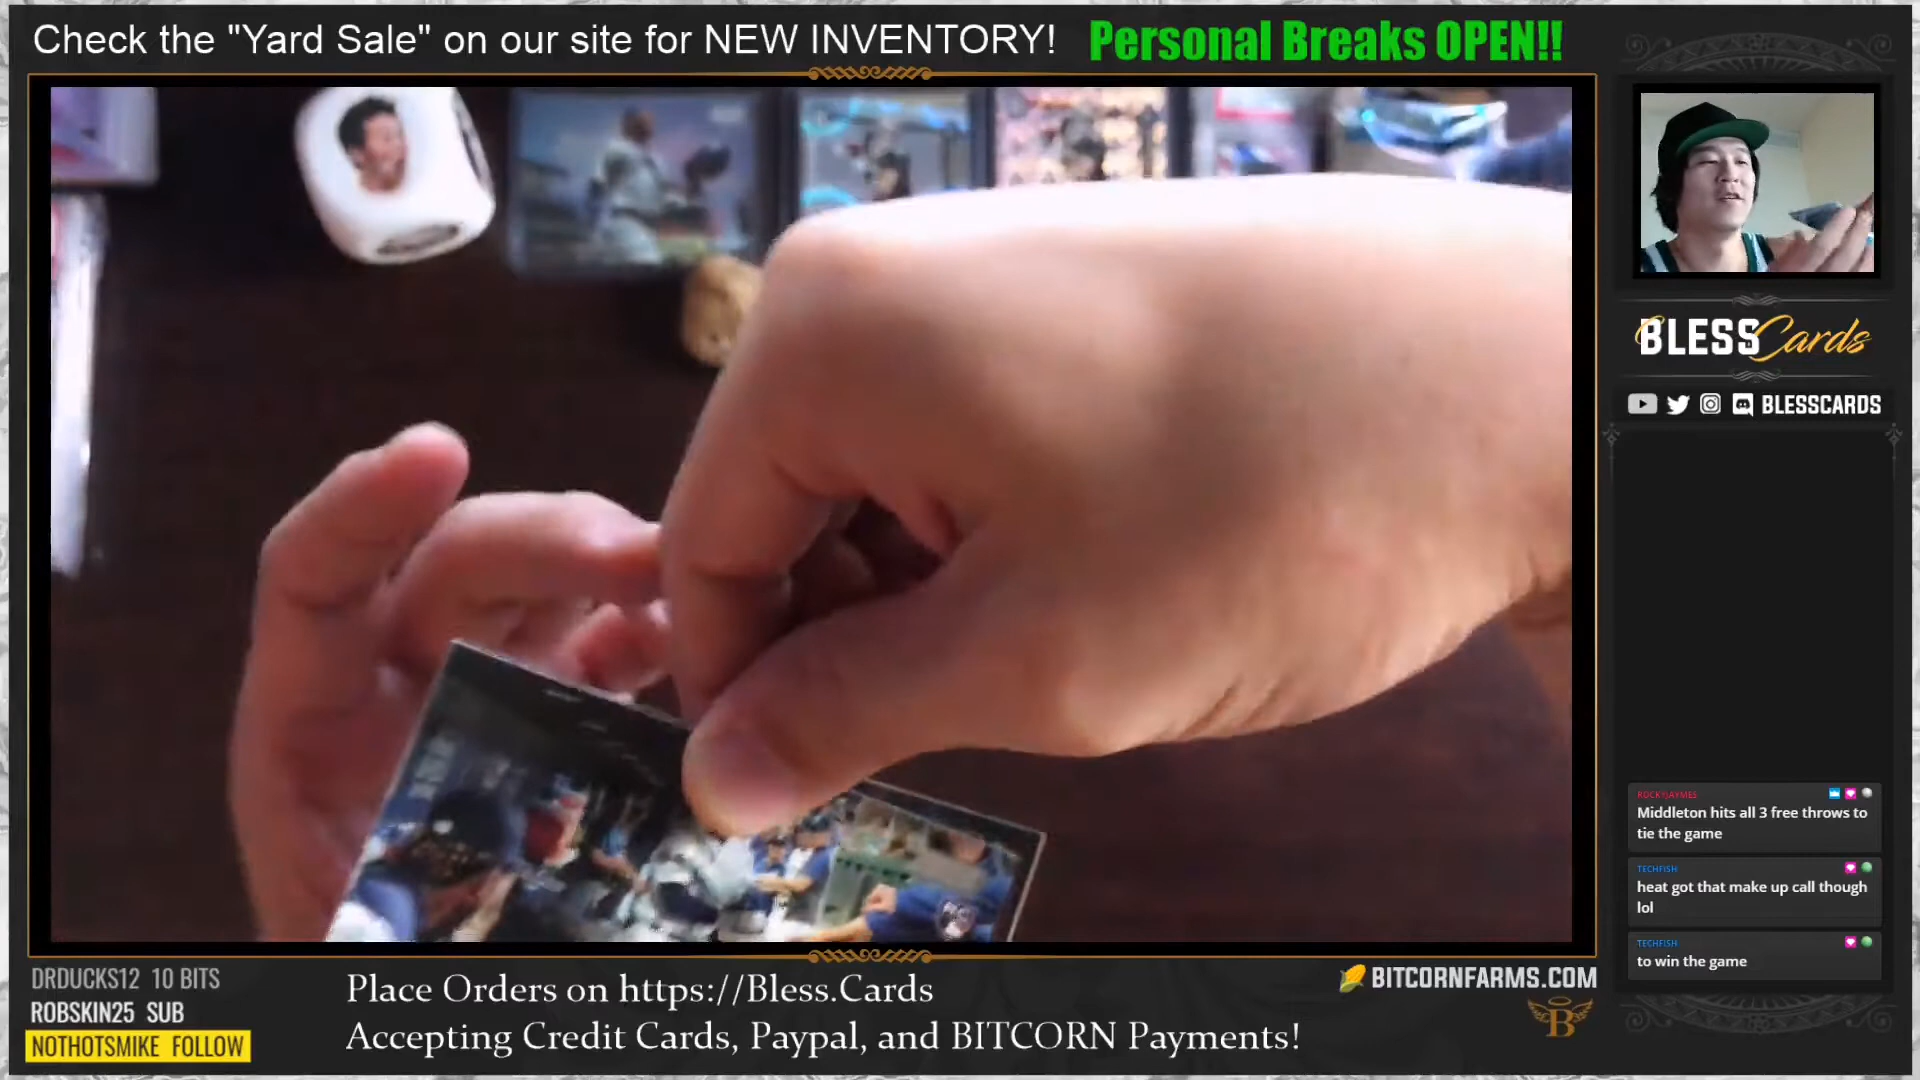 Check the "Yard Sale" on our site for NEW INVENTORY! Personal Breaks OPEN!!
BLESS Cards
BLESSCARDS
ROCKYJAYMES
Middleton hits all 3 free throws to
tie the game
TECHFISH
heat got that make up call though
lol
TECHFISH
to win the game
DRDUCKS12 10 BITS
ROBSKIN25 SUB
NOTHOTSMIKE FOLLOW
Place Orders on https://Bless.Cards
Accepting Credit Cards, Paypal, and BITCORN Payments!
BITCORNFARMS.COM
B